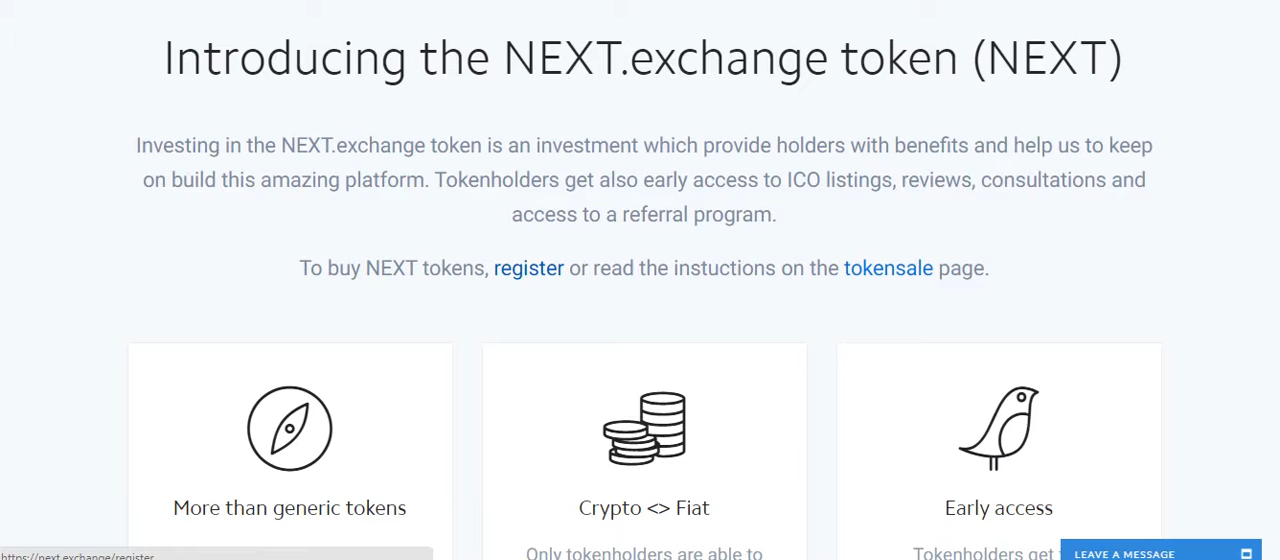 Introducing the NEXT.exchange token (NEXT)
Investing in the NEXT.exchange token is an investment which provide holders with benefits and help us to keep
on build this amazing platform. Tokenholders get also early access to ICO listings, reviews, consultations and
access to a referral program.
To buy NEXT tokens, register or read the instuctions on the tokensale page.
More than generic tokens
Crypto <> Fiat
Early access
Only tokenholders are able to
Tokenholders get
LEAVE A MESSAGE
https://next.exchange/register